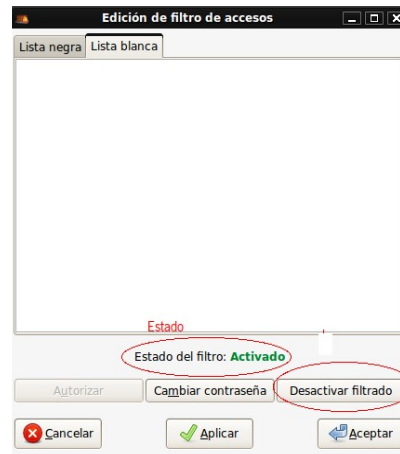 Edición de filtro de accesos
Lista negra Lista blanca
Estado
Estado del filtro: Activado
Autorizar Cambiar contraseña Desactivar filtrado
Cancelar Aplicar Aceptar